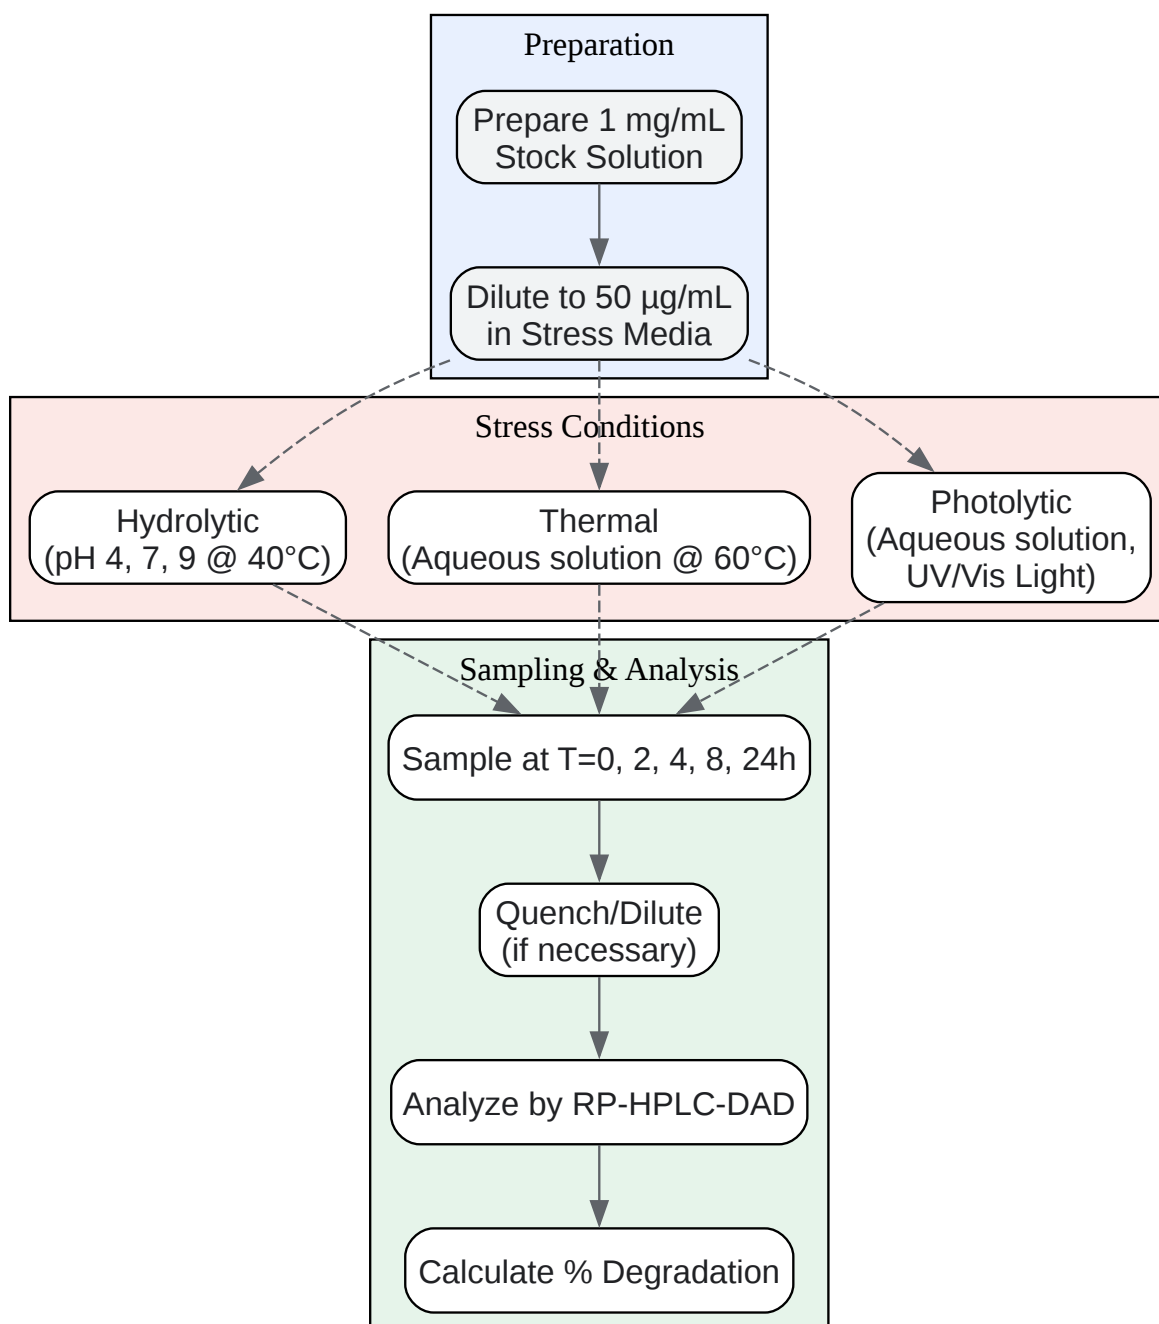 Preparation
Prepare 1 mg/mL
Stock Solution
Dilute to 50 µg/mL
in Stress Media
Stress Conditions
Hydrolytic
(pH 4, 7, 9 @ 40°C)
Thermal
(Aqueous solution @ 60°C)
Photolytic
(Aqueous solution,
UV/Vis Light)
Sampling & Analysis
Sample at T=0, 2, 4, 8, 24h
Quench/Dilute
(if necessary)
Analyze by RP-HPLC-DAD
Calculate % Degradation